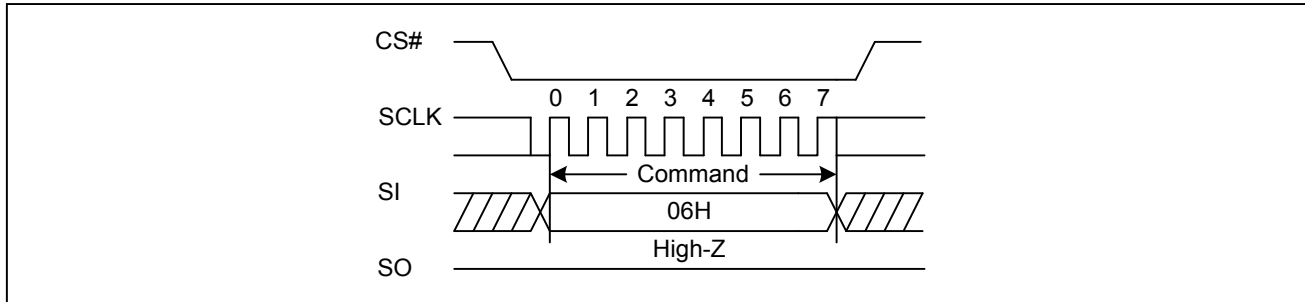 CS#
0 1 2 3 4 5 6 7
SCLK
Command
SI
06H
High-Z
SO